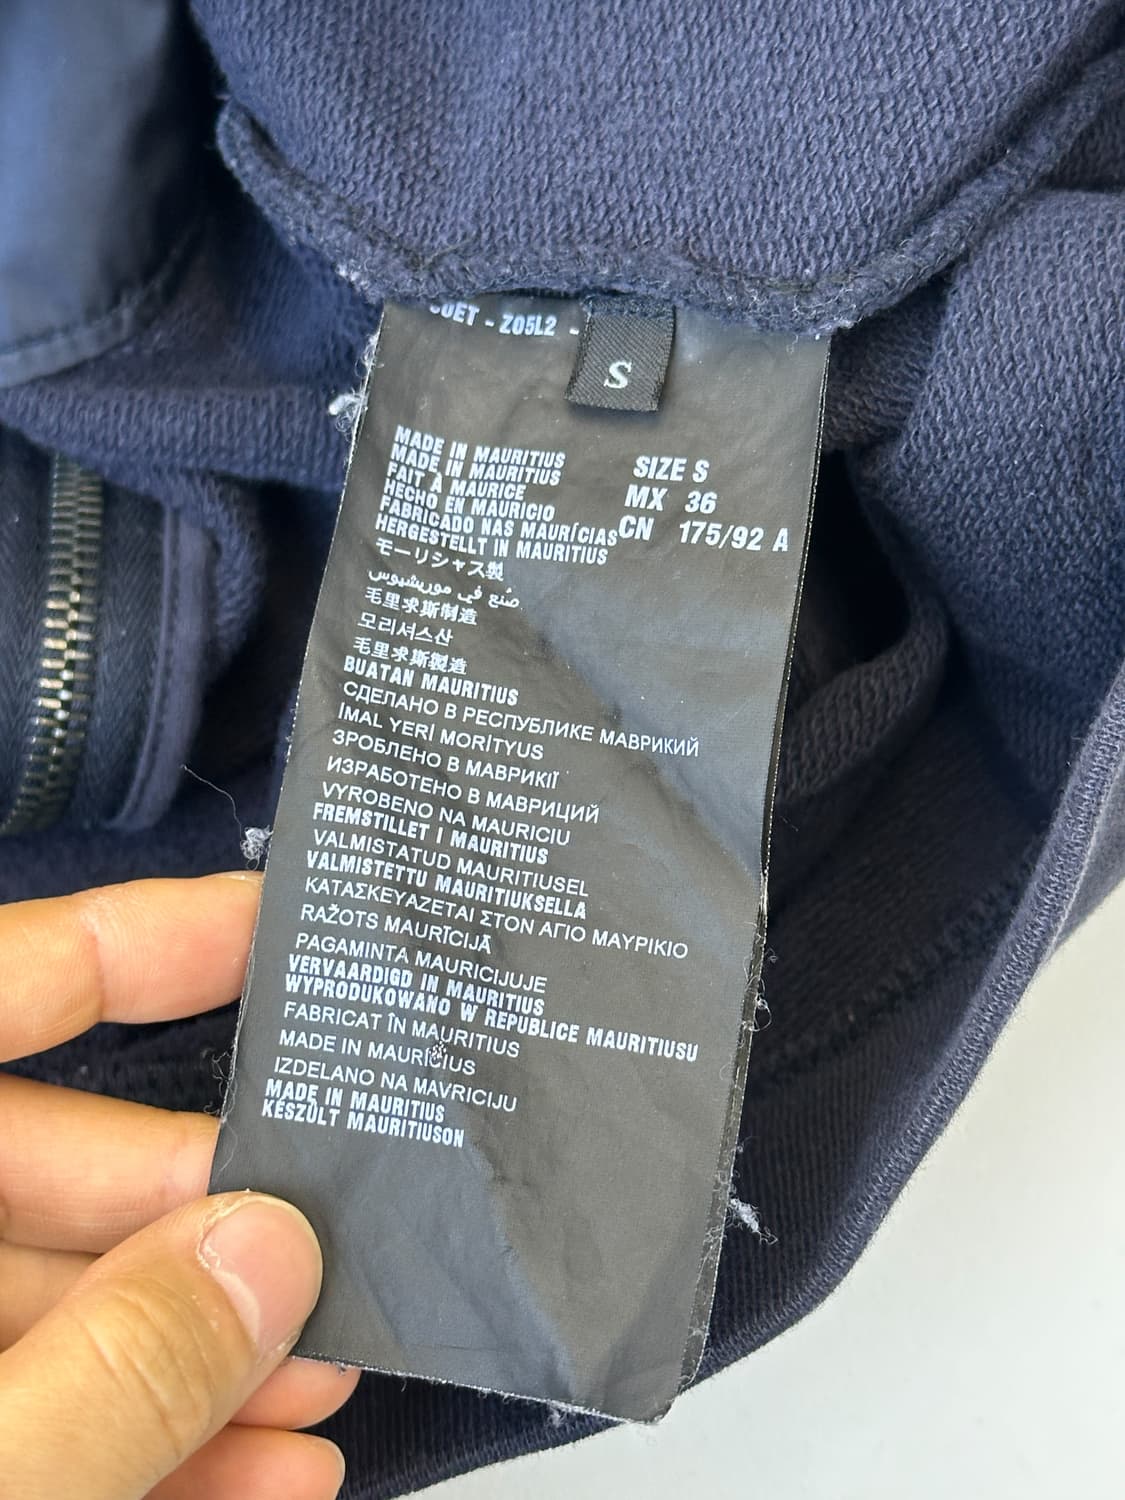 - Z05L2 -
S
MADE IN MAURITIUS
MADE IN MAURITIUS
FAIT À MAURICE
HECHO EN MAURICIO
FABRICADO NAS MAURÍCIAS
HERGESTELLT IN MAURITIUS
モーリシャス製
صُنع في موريشيوس
毛里求斯制造
모리셔스산
毛里求斯製造
BUATAN MAURITIUS
СДЕЛАНО В РЕСПУБЛИКЕ МАВРИКИЙ
İMAL YERİ MORİTYUS
ЗРОБЛЕНО В МАВРИКІЇ
ИЗРАБОТЕНО В МАВРИЦИЙ
VYROBENO NA MAURICIU
FREMSTILLET I MAURITIUS
VALMISTATUD MAURITIUSEL
VALMISTETTU MAURITIUKSELLA
ΚΑΤΑΣΚΕΥΑΖΕΤΑΙ ΣΤΟΝ ΑΓΙΟ ΜΑΥΡΙΚΙΟ
RAŽOTS MAURĪCIJĀ
PAGAMINTA MAURICIJUJE
VERVAARDIGD IN MAURITIUS
WYPRODUKOWANO W REPUBLICE MAURITIUSU
FABRICAT ÎN MAURITIUS
MADE IN MAURÍCIUS
IZDELANO NA MAVRICIJU
MADE IN MAURITIUS
KÉSZÜLT MAURITIUSON
SIZE S
MX 36
CN 175/92 A